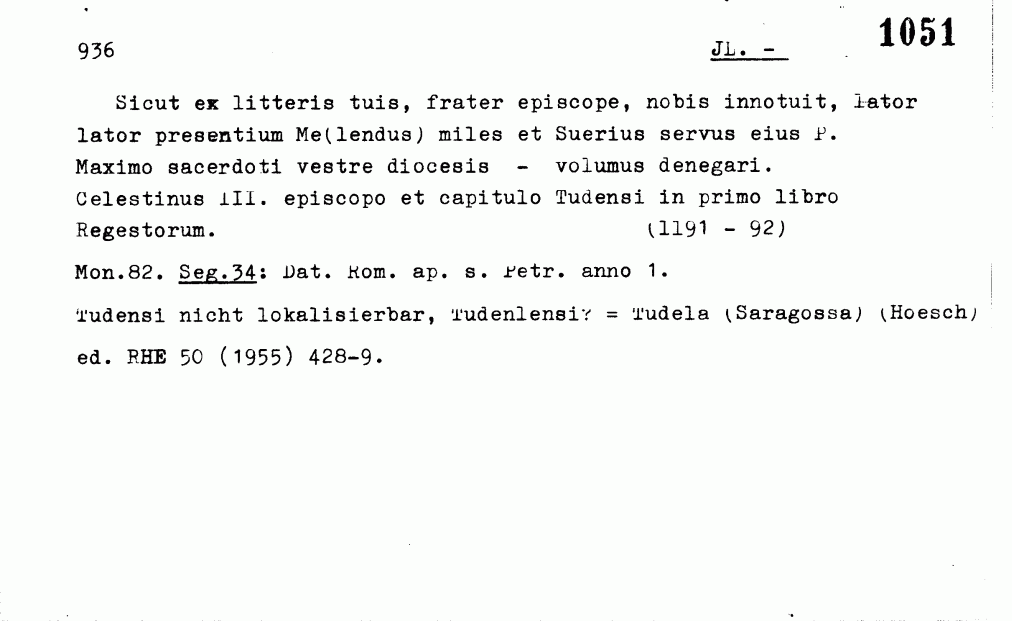 936 JL. - 1051
Sicut ex litteris tuis, frater episcope, nobis innotuit, lator
lator presentium Me(lendus) miles et Suerius servus eius P.
Maximo sacerdoti vestre diocesis - volumus denegari.
Celestinus III. episcopo et capitulo Tudensi in primo libro
Regestorum. (1191 - 92)
Mon.82. Seg.34: Dat. Rom. ap. s. Petr. anno 1.
Tudensi nicht lokalisierbar, Tudenlensi? = Tudela (Saragossa) (Hoesch)
ed. RHE 50 (1955) 428-9.